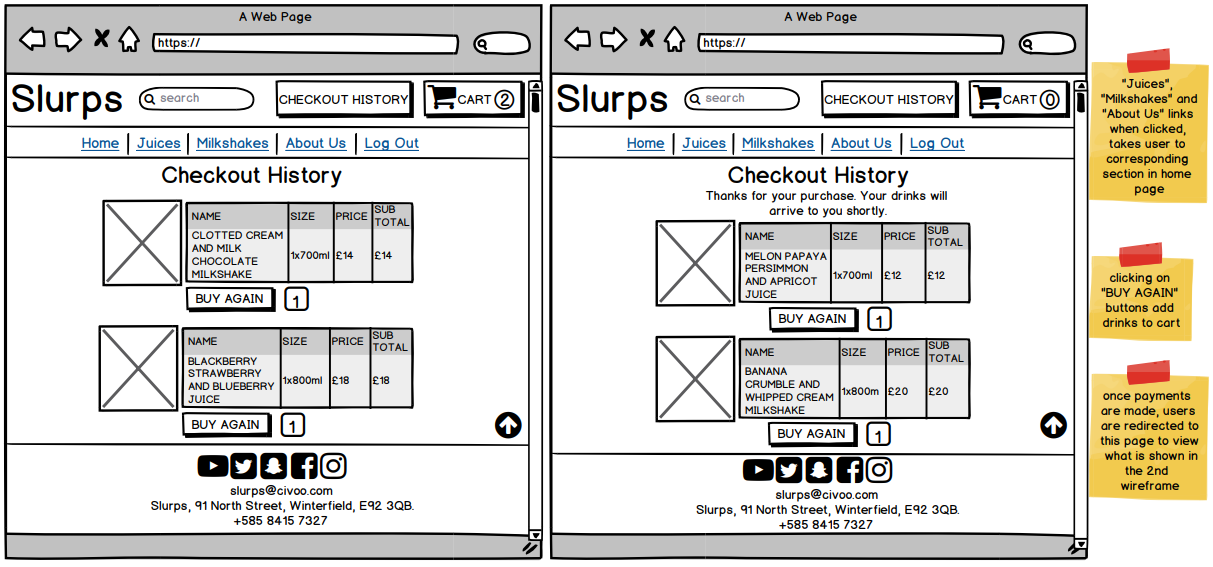 A Web Page
https://
Slurps
search
CHECKOUT HISTORY
CART 2
Home Juices Milkshakes About Us Log Out
Checkout History
NAME SIZE PRICE SUB TOTAL
CLOTTED CREAM
AND MILK
CHOCOLATE
MILKSHAKE
1x700ml £14 £14
BUY AGAIN 1
NAME SIZE PRICE SUB TOTAL
BLACKBERRY
STRAWBERRY
AND BLUEBERRY
JUICE
1x800ml £18 £18
BUY AGAIN 1
slurps@civoo.com
Slurps, 91 North Street, Winterfield, E92 3QB.
+585 8415 7327
A Web Page
https://
Slurps
search
CHECKOUT HISTORY
CART 0
Home Juices Milkshakes About Us Log Out
Checkout History
Thanks for your purchase. Your drinks will
arrive to you shortly.
NAME SIZE PRICE SUB TOTAL
MELON PAPAYA
PERSIMMON
AND APRICOT
JUICE
1x700ml £12 £12
BUY AGAIN 1
NAME SIZE PRICE SUB TOTAL
BANANA
CRUMBLE AND
WHIPPED CREAM
MILKSHAKE
1x800m £20 £20
BUY AGAIN 1
slurps@civoo.com
Slurps, 91 North Street, Winterfield, E92 3QB.
+585 8415 7327
"Juices",
"Milkshakes" and
"About Us" links
when clicked,
takes user to
corresponding
section in home
page
clicking on
"BUY AGAIN"
buttons add
drinks to cart
once payments
are made, users
are redirected to
this page to view
what is shown in
the 2nd
wireframe